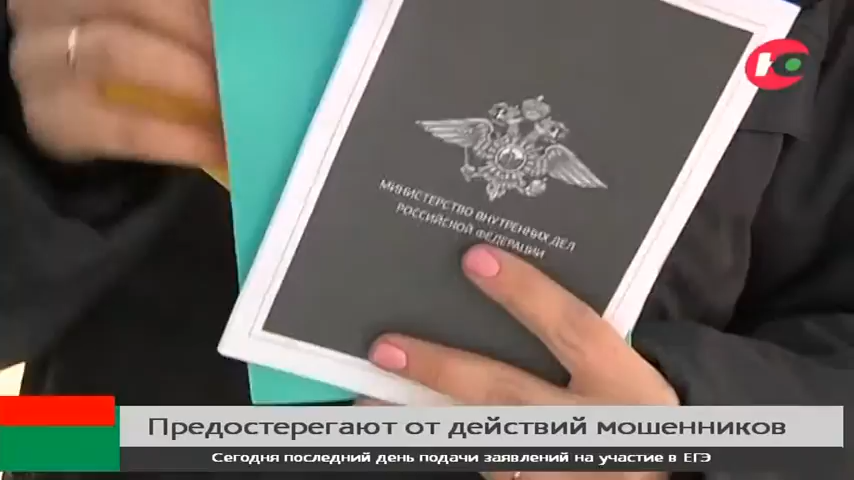 МИНИСТЕРСТВО ВНУТРЕННИХ ДЕЛ
РОССИЙСКОЙ ФЕДЕРАЦИИ
Предостерегают от действий мошенников
Сегодня последний день подачи заявлений на участие в ЕГЭ